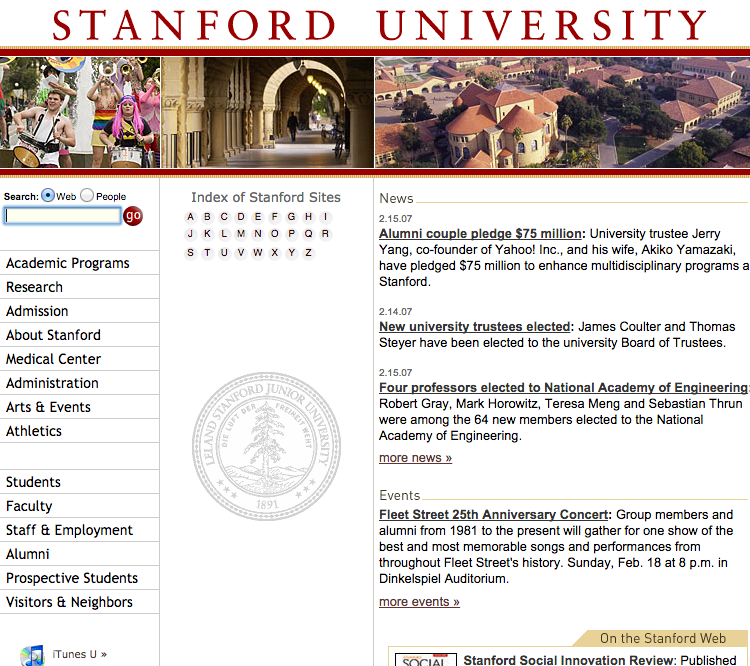 STANFORD UNIVERSITY
Search: Web People
go
Academic Programs
Research
Admission
About Stanford
Medical Center
Administration
Arts & Events
Athletics
Students
Faculty
Staff & Employment
Alumni
Prospective Students
Visitors & Neighbors
iTunes U »
Index of Stanford Sites
A B C D E F G H I
J K L M N O P Q R
S T U V W X Y Z
LELAND STANFORD JUNIOR UNIVERSITY
DIE LUFT DER FREIHEIT WEHT
1891
News
2.15.07
Alumni couple pledge $75 million: University trustee Jerry
Yang, co-founder of Yahoo! Inc., and his wife, Akiko Yamazaki,
have pledged $75 million to enhance multidisciplinary programs a
Stanford.
2.14.07
New university trustees elected: James Coulter and Thomas
Steyer have been elected to the university Board of Trustees.
2.15.07
Four professors elected to National Academy of Engineering:
Robert Gray, Mark Horowitz, Teresa Meng and Sebastian Thrun
were among the 64 new members elected to the National
Academy of Engineering.
more news »
Events
Fleet Street 25th Anniversary Concert: Group members and
alumni from 1981 to the present will gather for one show of the
best and most memorable songs and performances from
throughout Fleet Street's history. Sunday, Feb. 18 at 8 p.m. in
Dinkelspiel Auditorium.
more events »
On the Stanford Web
SOCIAL
Stanford Social Innovation Review: Published